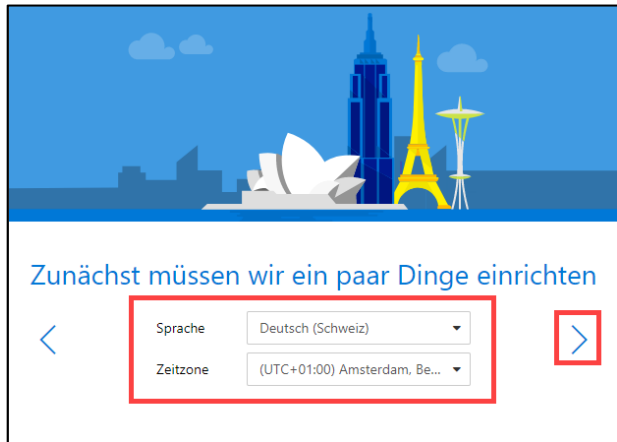 Zunächst müssen wir ein paar Dinge einrichten
Sprache Deutsch (Schweiz)
Zeitzone (UTC+01:00) Amsterdam, Be...